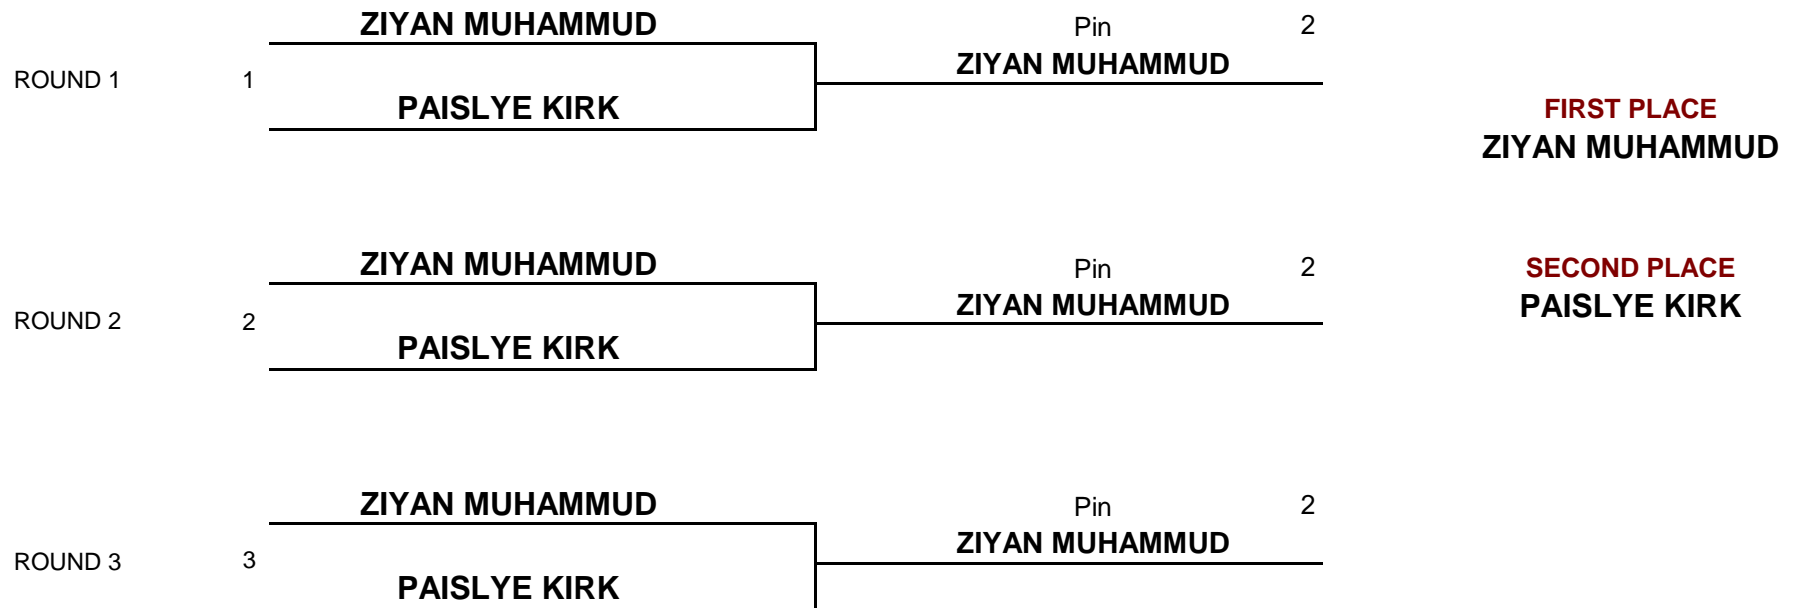 ZIYAN MUHAMMUD
Pin 2
ZIYAN MUHAMMUD
ROUND 1 1
PAISLYE KIRK
FIRST PLACE
ZIYAN MUHAMMUD
ZIYAN MUHAMMUD
Pin 2
SECOND PLACE
ZIYAN MUHAMMUD
PAISLYE KIRK
ROUND 2 2
PAISLYE KIRK
ZIYAN MUHAMMUD
Pin 2
ZIYAN MUHAMMUD
ROUND 3 3
PAISLYE KIRK